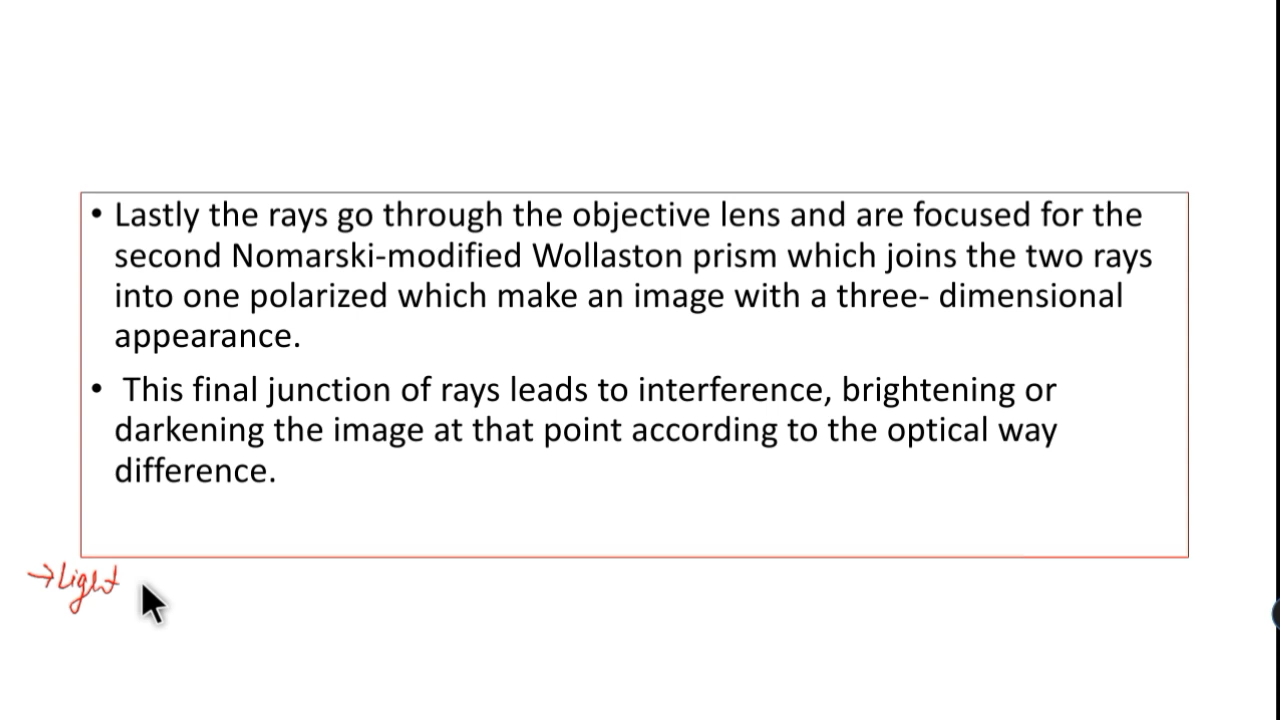 • Lastly the rays go through the objective lens and are focused for the
second Nomarski-modified Wollaston prism which joins the two rays
into one polarized which make an image with a three- dimensional
appearance.
• This final junction of rays leads to interference, brightening or
darkening the image at that point according to the optical way
difference.
→Light